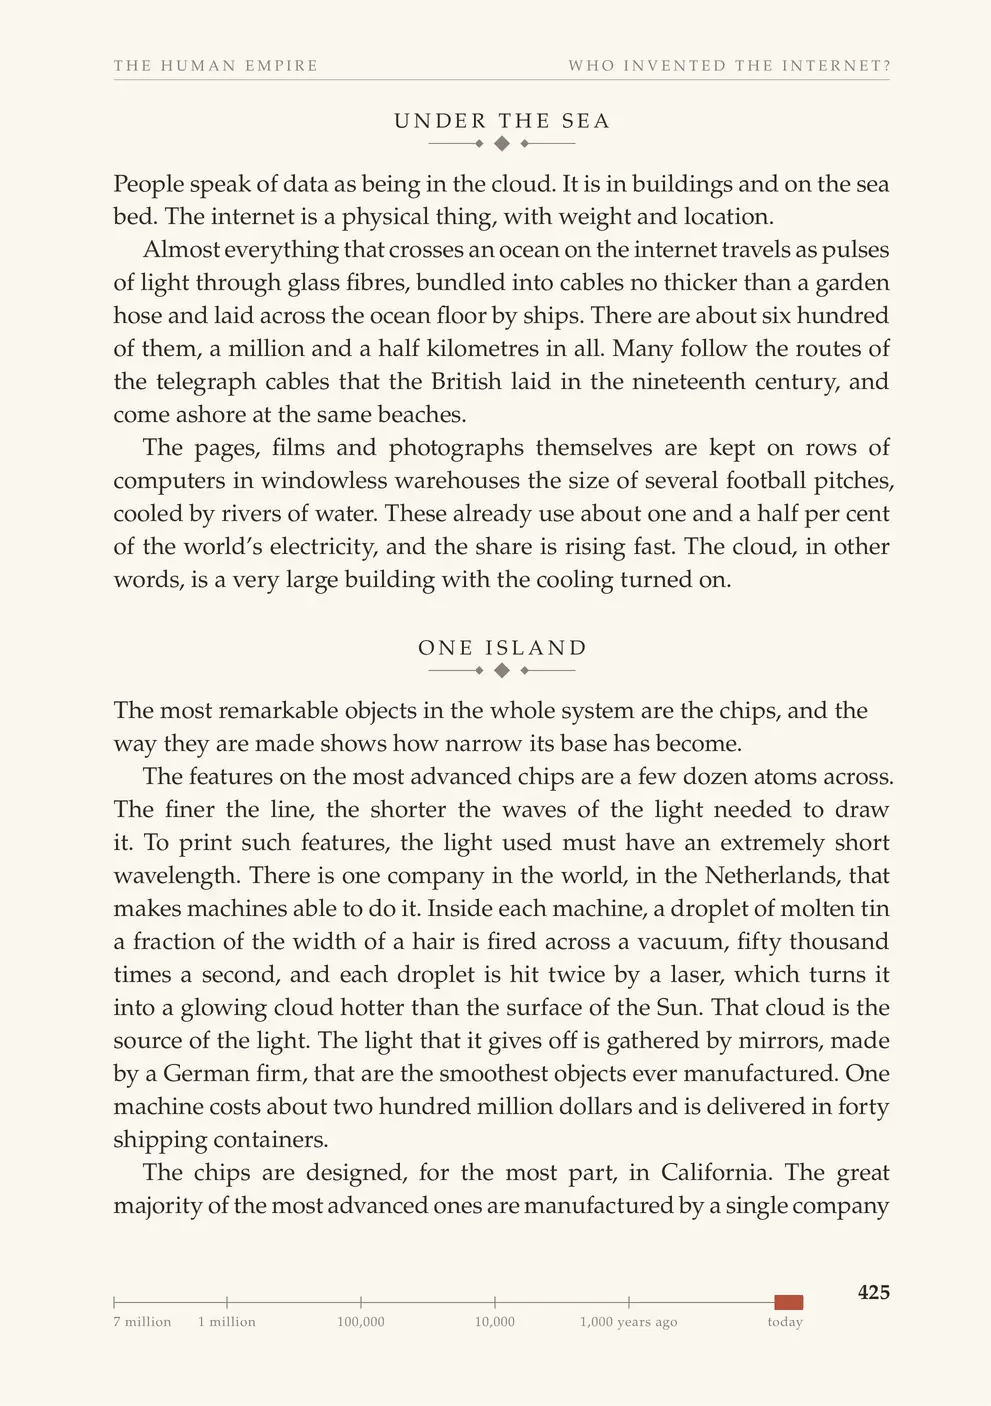 THE HUMAN EMPIRE
WHO INVENTED THE INTERNET?
UNDER THE SEA
People speak of data as being in the cloud. It is in buildings and on the sea
bed. The internet is a physical thing, with weight and location.
Almost everything that crosses an ocean on the internet travels as pulses
of light through glass fibres, bundled into cables no thicker than a garden
hose and laid across the ocean floor by ships. There are about six hundred
of them, a million and a half kilometres in all. Many follow the routes of
the telegraph cables that the British laid in the nineteenth century, and
come ashore at the same beaches.
The pages, films and photographs themselves are kept on rows of
computers in windowless warehouses the size of several football pitches,
cooled by rivers of water. These already use about one and a half per cent
of the world's electricity, and the share is rising fast. The cloud, in other
words, is a very large building with the cooling turned on.
ONE ISLAND
The most remarkable objects in the whole system are the chips, and the
way they are made shows how narrow its base has become.
The features on the most advanced chips are a few dozen atoms across.
The finer the line, the shorter the waves of the light needed to draw
it. To print such features, the light used must have an extremely short
wavelength. There is one company in the world, in the Netherlands, that
makes machines able to do it. Inside each machine, a droplet of molten tin
a fraction of the width of a hair is fired across a vacuum, fifty thousand
times a second, and each droplet is hit twice by a laser, which turns it
into a glowing cloud hotter than the surface of the Sun. That cloud is the
source of the light. The light that it gives off is gathered by mirrors, made
by a German firm, that are the smoothest objects ever manufactured. One
machine costs about two hundred million dollars and is delivered in forty
shipping containers.
The chips are designed, for the most part, in California. The great
majority of the most advanced ones are manufactured by a single company
425
7 million 1 million 100,000 10,000 1,000 years ago today